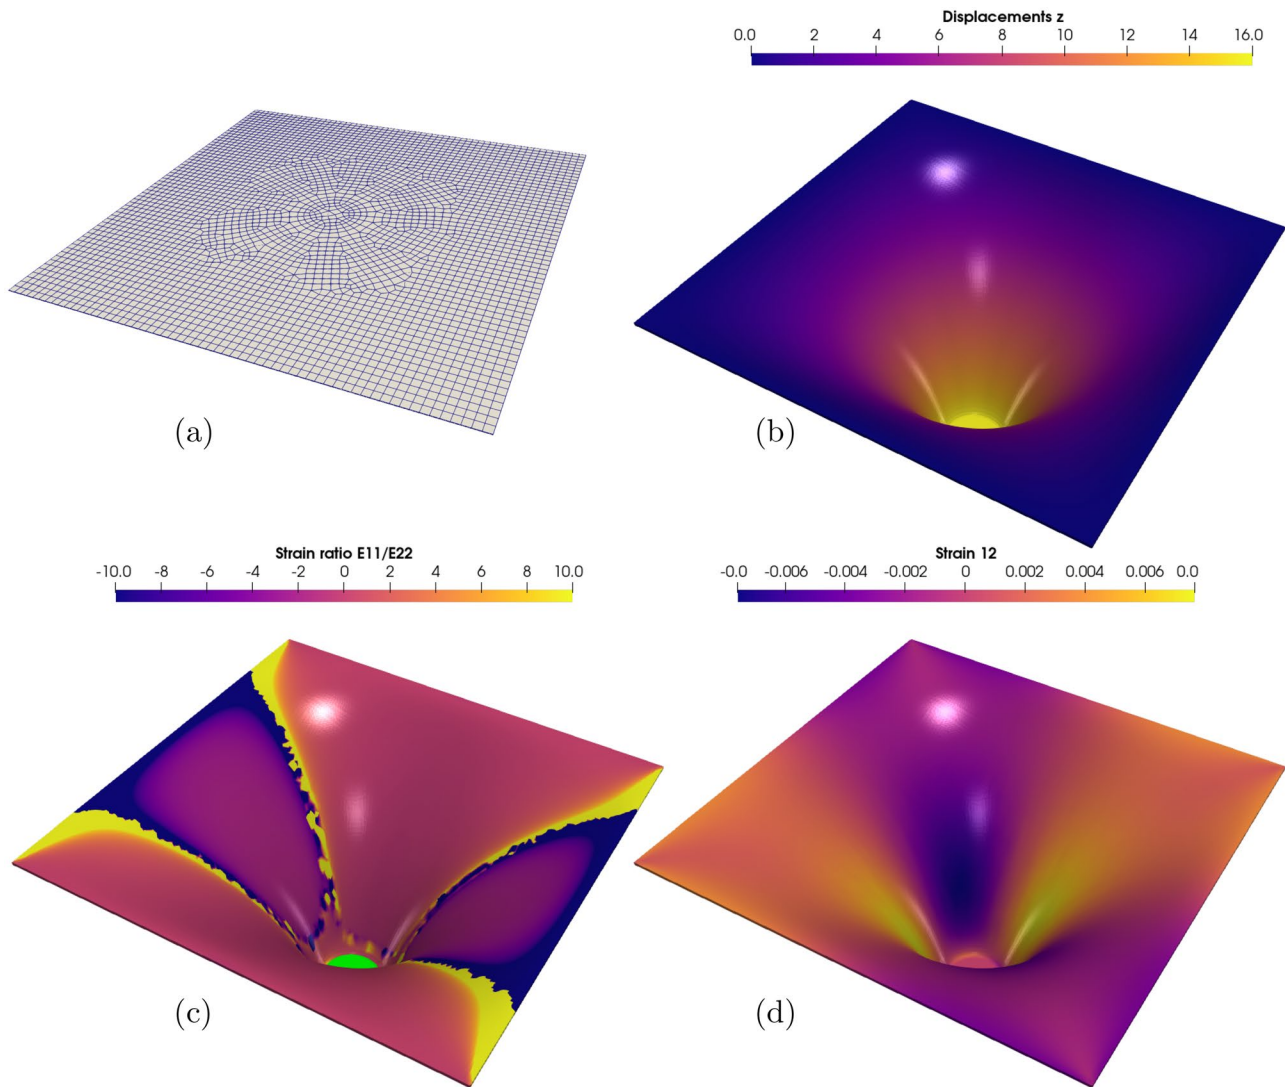 Displacements z
0.0 2 4 6 8 10 12 14 16.0
(a)
(b)
Strain ratio E11/E22
-10.0 -8 -6 -4 -2 0 2 4 6 8 10.0
Strain 12
-0.0 -0.006 -0.004 -0.002 0 0.002 0.004 0.006 0.0
(c)
(d)